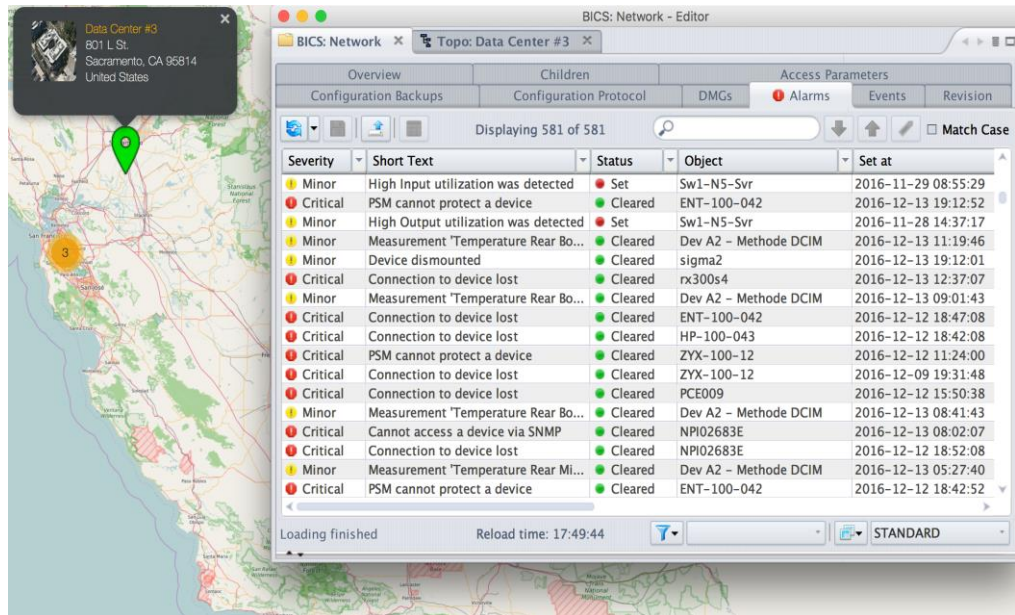 Data Center #3
801 L St.
Sacramento, CA 95814
United States
3
BICS: Network - Editor
BICS: Network
Topo: Data Center #3
Overview Children Access Parameters
Configuration Backups Configuration Protocol DMGs Alarms Events Revision
Displaying 581 of 581 Match Case
Severity Short Text Status Object Set at
Minor High Input utilization was detected Set Sw1-N5-Svr 2016-11-29 08:55:29
Critical PSM cannot protect a device Cleared ENT-100-042 2016-12-13 19:12:52
Minor High Output utilization was detected Set Sw1-N5-Svr 2016-11-28 14:37:17
Minor Measurement 'Temperature Rear Bo... Cleared Dev A2 - Methode DCIM 2016-12-13 11:19:46
Minor Device dismounted Cleared sigma2 2016-12-13 19:12:01
Critical Connection to device lost Cleared rx300s4 2016-12-13 12:37:07
Minor Measurement 'Temperature Rear Bo... Cleared Dev A2 - Methode DCIM 2016-12-13 09:01:43
Critical Connection to device lost Cleared ENT-100-042 2016-12-12 18:47:08
Critical Connection to device lost Cleared HP-100-043 2016-12-12 18:42:08
Critical PSM cannot protect a device Cleared ZYX-100-12 2016-12-12 11:24:00
Critical Connection to device lost Cleared ZYX-100-12 2016-12-09 19:31:48
Critical Connection to device lost Cleared PCE009 2016-12-12 15:50:38
Minor Measurement 'Temperature Rear Bo... Cleared Dev A2 - Methode DCIM 2016-12-13 08:41:43
Critical Cannot access a device via SNMP Cleared NPI02683E 2016-12-13 08:02:07
Critical Connection to device lost Cleared NPI02683E 2016-12-12 18:52:08
Minor Measurement 'Temperature Rear Mi... Cleared Dev A2 - Methode DCIM 2016-12-13 05:27:40
Critical PSM cannot protect a device Cleared ENT-100-042 2016-12-12 18:42:52
Loading finished Reload time: 17:49:44 STANDARD